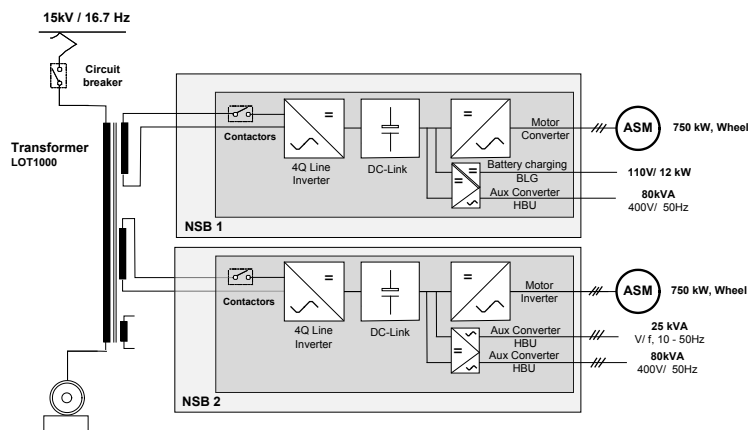 15kV / 16.7 Hz
Circuit
breaker
Transformer
LOT1000
Contactors
4Q Line
Inverter
DC-Link
Motor
Converter
ASM
750 kW, Wheel
Battery charging
BLG
110V/ 12 kW
Aux Converter
HBU
80kVA
400V/ 50Hz
NSB 1
Contactors
4Q Line
Inverter
DC-Link
Motor
Inverter
ASM
750 kW, Wheel
Aux Converter
HBU
25 kVA
V/ f, 10 - 50Hz
Aux Converter
HBU
80kVA
400V/ 50Hz
NSB 2